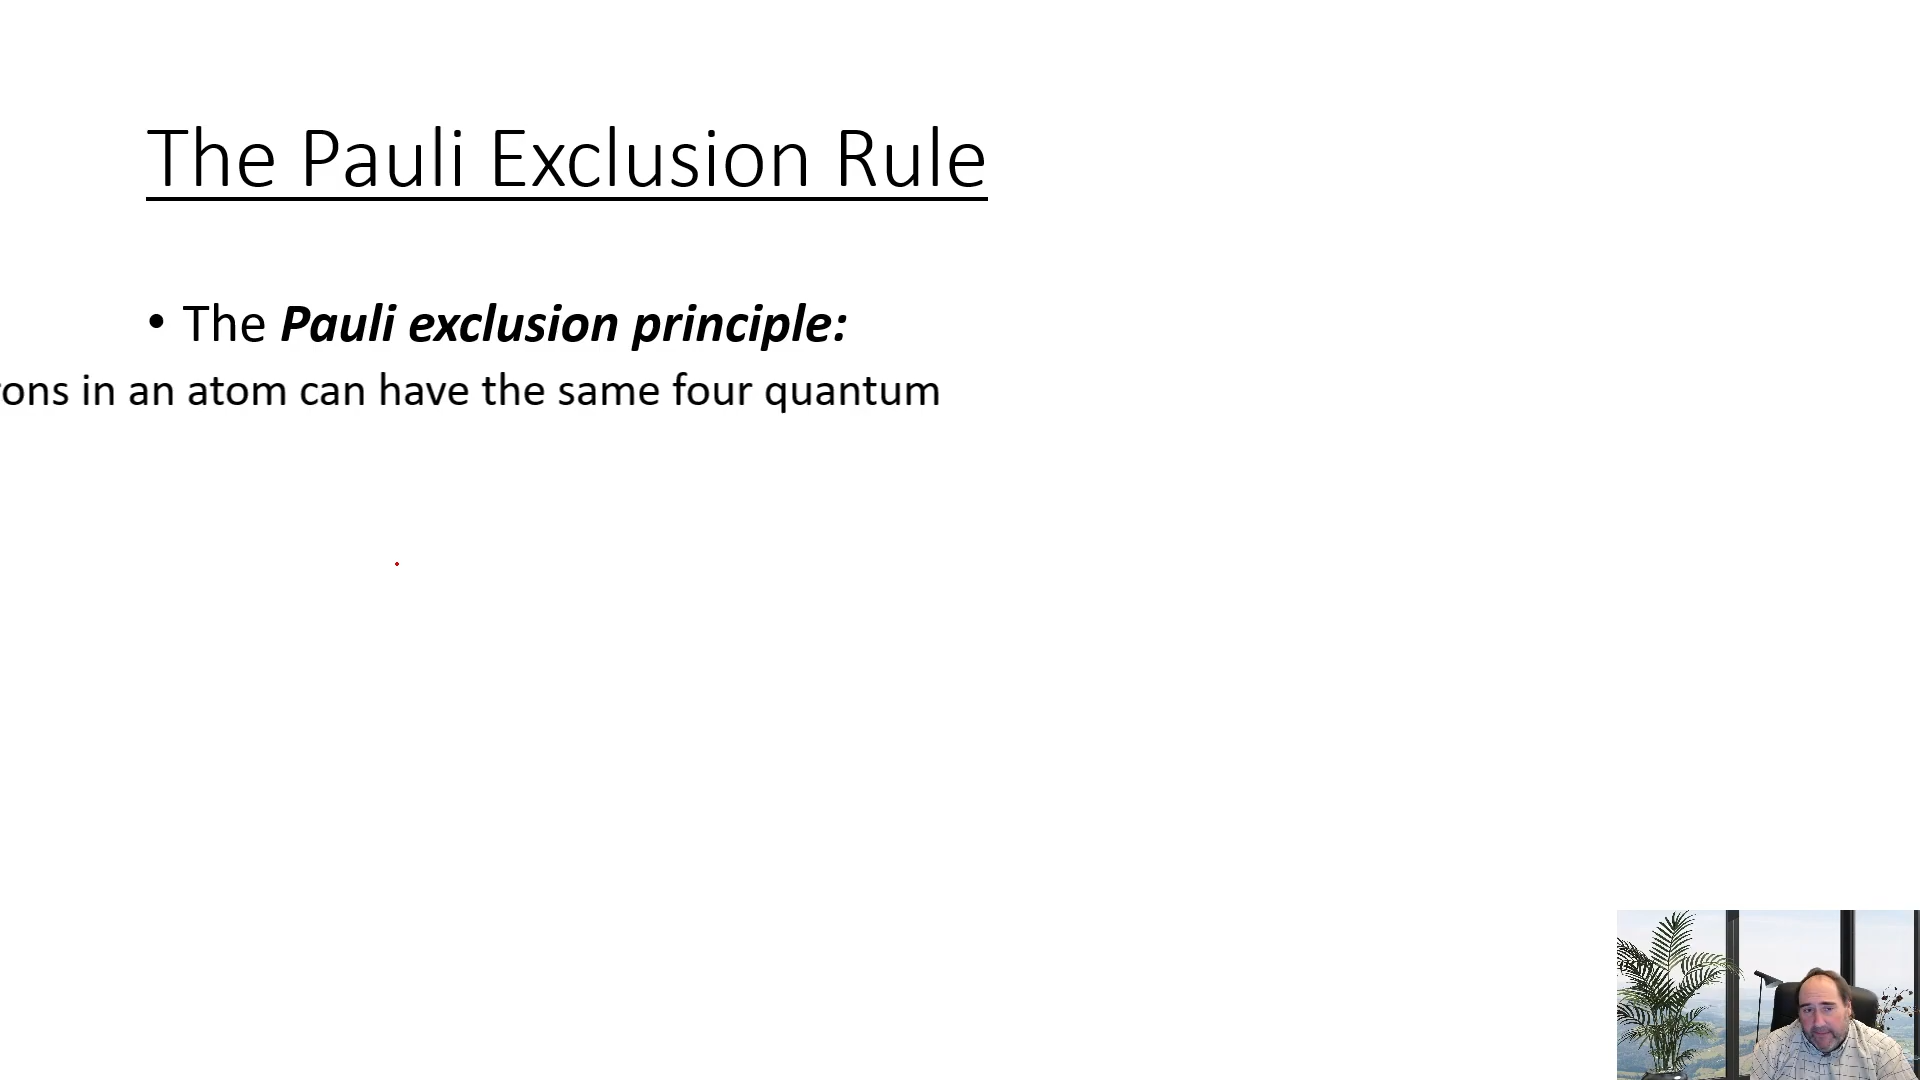 The Pauli Exclusion Rule
• The Pauli exclusion principle:
ons in an atom can have the same four quantum